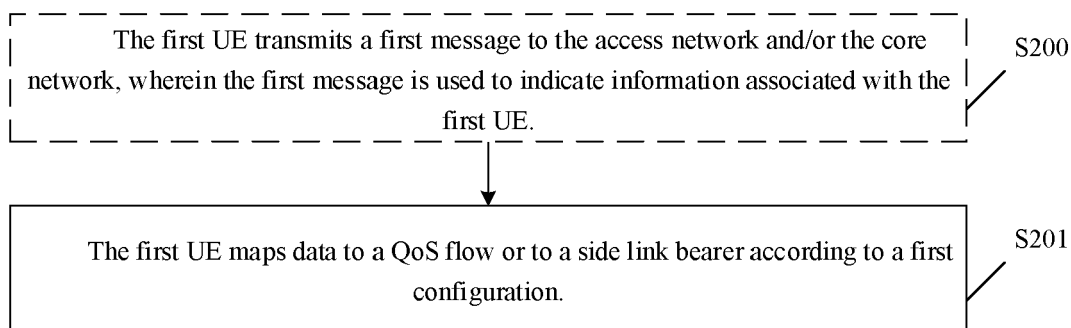 The first UE transmits a first message to the access network and/or the core
network, wherein the first message is used to indicate information associated with the
first UE.
S200
The first UE maps data to a QoS flow or to a side link bearer according to a first
configuration.
S201